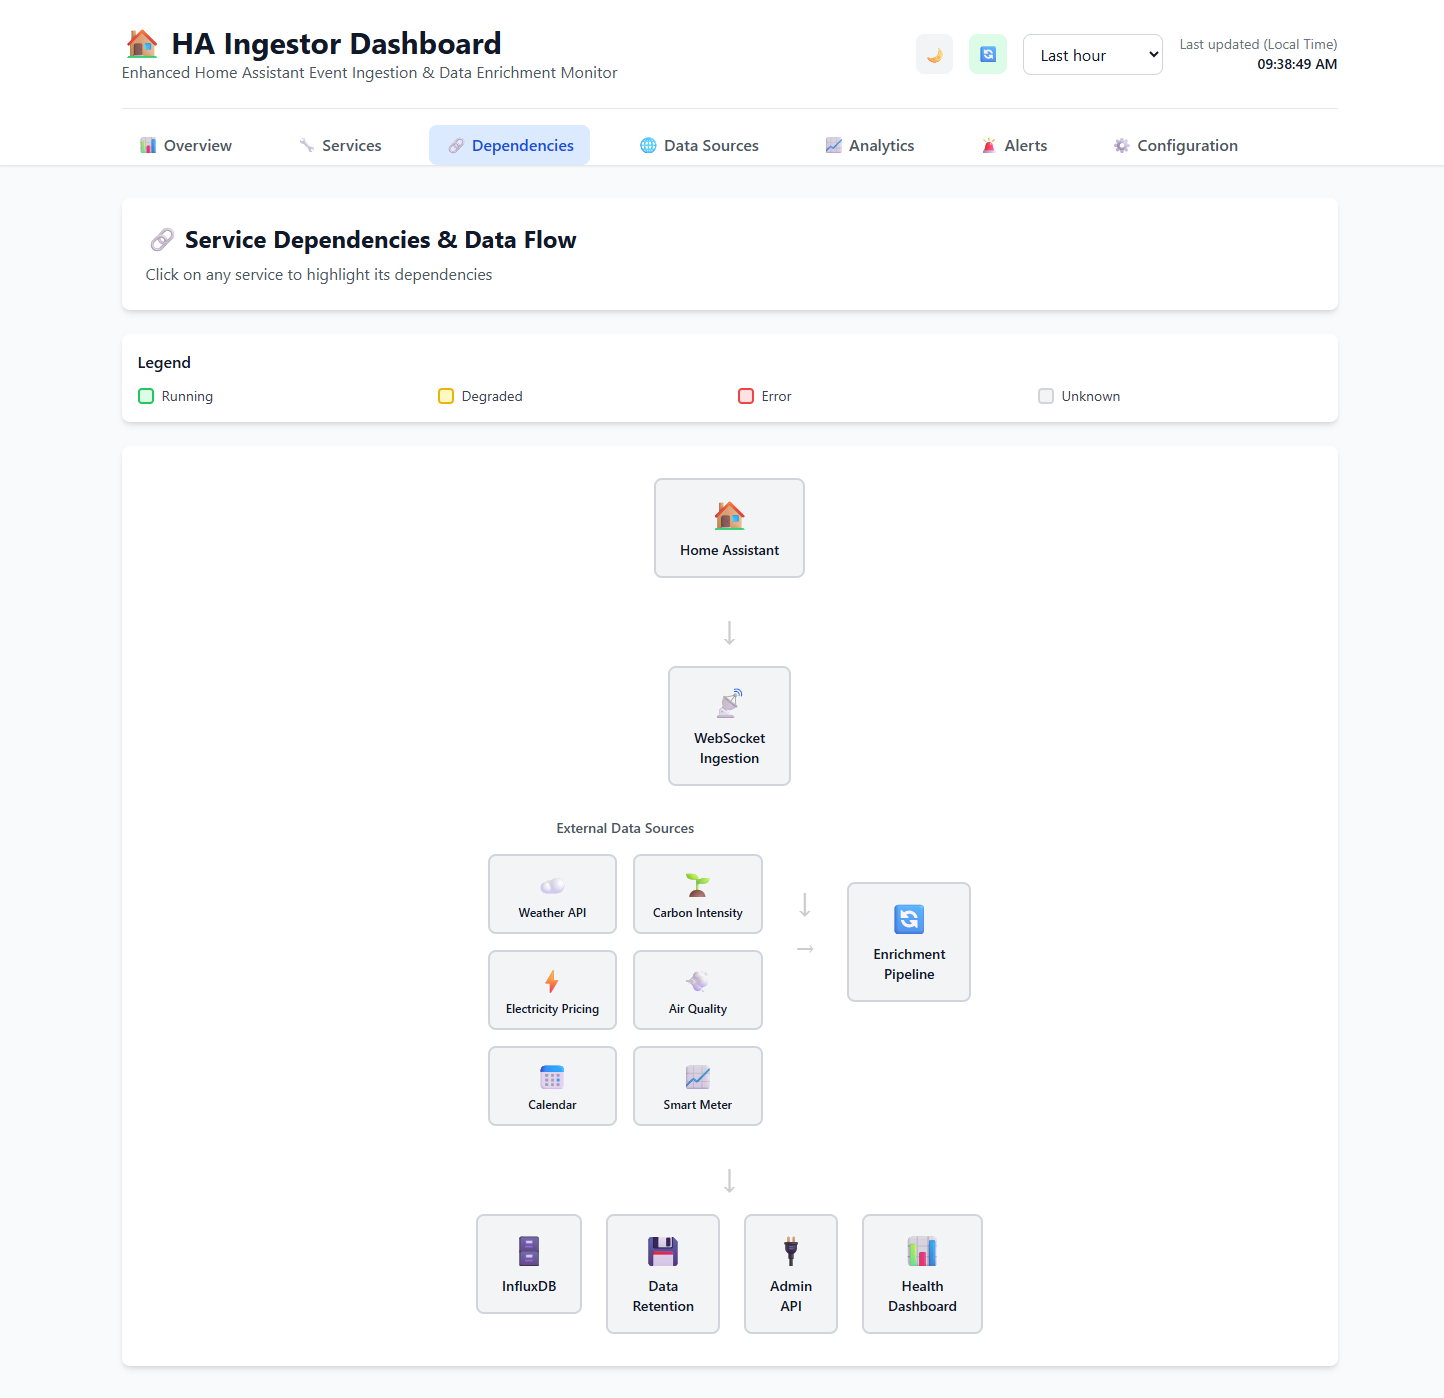 HA Ingestor Dashboard
Enhanced Home Assistant Event Ingestion & Data Enrichment Monitor
Last hour
Last updated (Local Time)
09:38:49 AM
Overview
Services
Dependencies
Data Sources
Analytics
Alerts
Configuration
Service Dependencies & Data Flow
Click on any service to highlight its dependencies
Legend
Running
Degraded
Error
Unknown
Home Assistant
WebSocket
Ingestion
External Data Sources
Weather API
Carbon Intensity
Electricity Pricing
Air Quality
Calendar
Smart Meter
Enrichment
Pipeline
InfluxDB
Data
Retention
Admin
API
Health
Dashboard